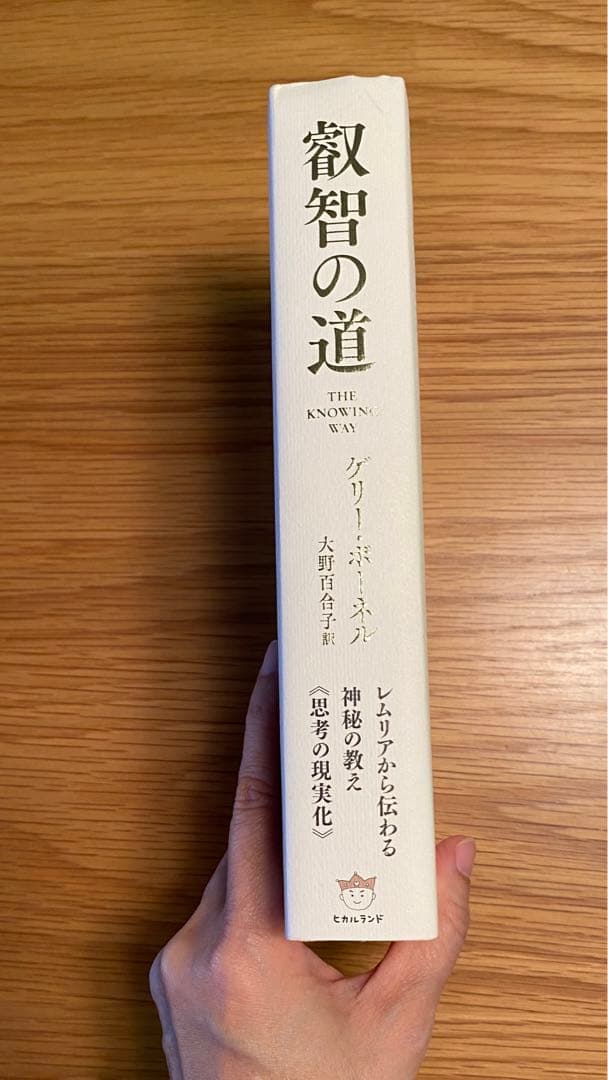 叡智の道
THE
KNOWING
WAY
ゲリー・ボーネル
大野百合子 訳
レムリアから伝わる
神秘の教え
《思考の現実化》
ヒカルランド